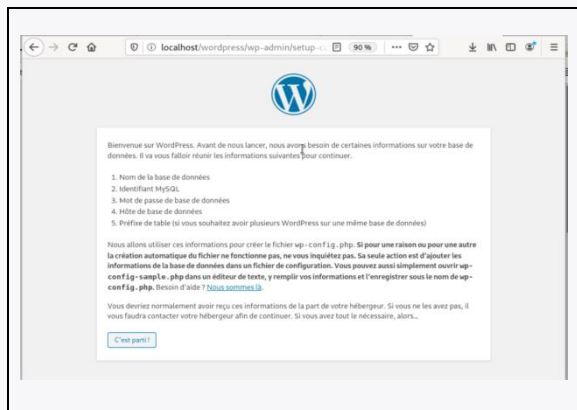 localhost/wordpress/wp-admin/setup-c
90 %
Bienvenue sur WordPress. Avant de nous lancer, nous avons besoin de certaines informations sur votre base de
données. Il va vous falloir réunir les informations suivantes pour continuer.
1. Nom de la base de données
2. Identifiant MySQL
3. Mot de passe de base de données
4. Hôte de base de données
5. Préfixe de table (si vous souhaitez avoir plusieurs WordPress sur une même base de données)
Nous allons utiliser ces informations pour créer le fichier wp-config.php. Si pour une raison ou pour une autre
la création automatique du fichier ne fonctionne pas, ne vous inquiétez pas. Sa seule action est d'ajouter les
informations de la base de données dans un fichier de configuration. Vous pouvez aussi simplement ouvrir wp-
config-sample.php dans un éditeur de texte, y remplir vos informations et l'enregistrer sous le nom de wp-
config.php. Besoin d'aide ? Nous sommes là.
Vous devriez normalement avoir reçu ces informations de la part de votre hébergeur. Si vous ne les avez pas, il
vous faudra contacter votre hébergeur afin de continuer. Si vous avez tout le nécessaire, alors…
C'est parti !